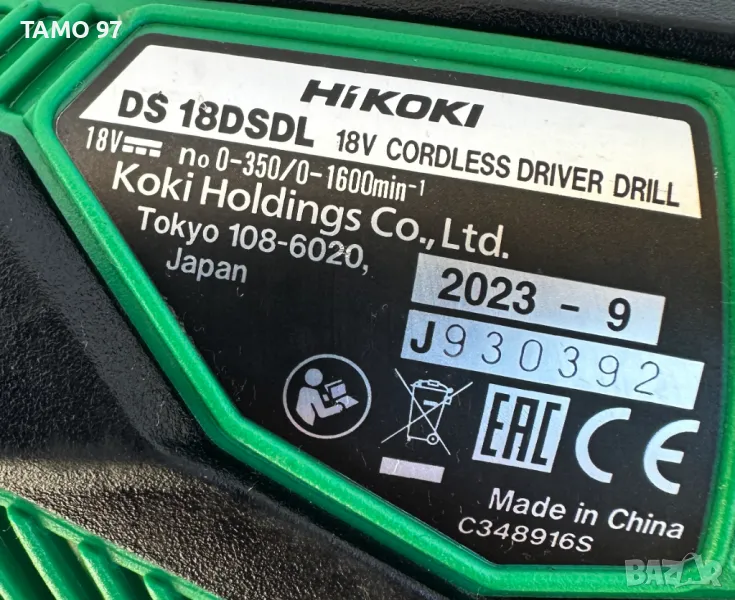 TAMO 97
HiKOKI
DS 18DSDL 18V CORDLESS DRIVER DRILL
18V no 0-350/0-1600min-1
Koki Holdings Co., Ltd.
Tokyo 108-6020,
Japan
2023 - 9
J930392
EAC CE
Made in China
C348916S
BAZAR